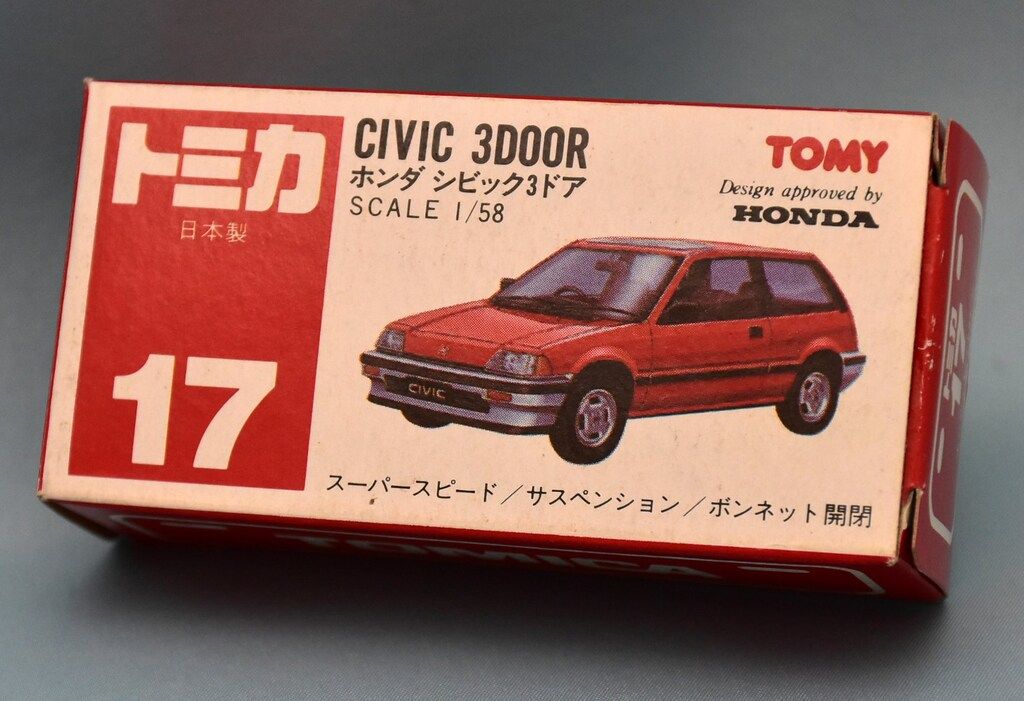 トミカ
日本製
17
CIVIC 3DOOR
ホンダ シビック3ドア
SCALE 1/58
TOMY
Design approved by
HONDA
CIVIC
スーパースピード/サスペンション/ボンネット開閉
TOMICA